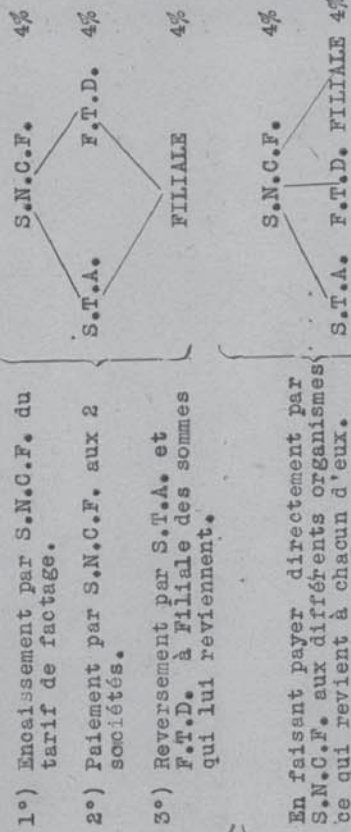 1°) Encaissement par S.N.C.F. du
tarif de factage.
S.N.C.F. 4%
2°) Paiement par S.N.C.F. aux 2
sociétés.
S.T.A. F.T.D. 4%
3°) Reversement par S.T.A. et
F.T.D. à Filiale des sommes
qui lui reviennent.
FILIALE 4%
En faisant payer directement par
S.N.C.F. aux différents organismes
ce qui revient à chacun d'eux.
S.N.C.F. 4%
S.T.A. F.T.D. FILIALE 4%